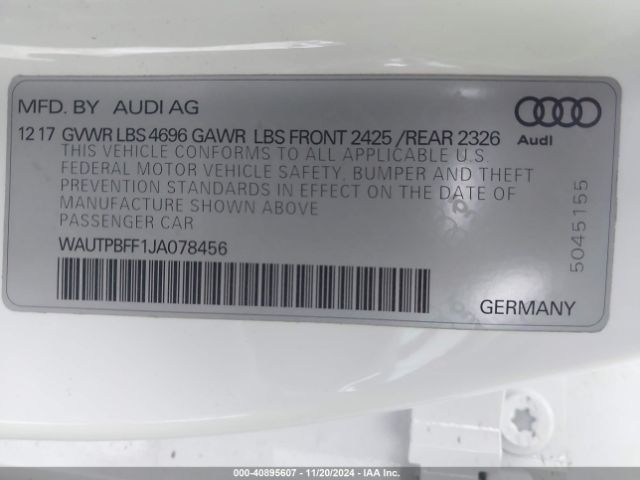 MFD. BY AUDI AG
12 17 GVWR LBS 4696 GAWR LBS FRONT 2425 /REAR 2326
Audi
THIS VEHICLE CONFORMS TO ALL APPLICABLE U.S.
FEDERAL MOTOR VEHICLE SAFETY, BUMPER AND THEFT
PREVENTION STANDARDS IN EFFECT ON THE DATE OF
MANUFACTURE SHOWN ABOVE
PASSENGER CAR
WAUTPBFF1JA078456
5045155
GERMANY
000-40895607 - 11/20/2024 - IAA Inc.